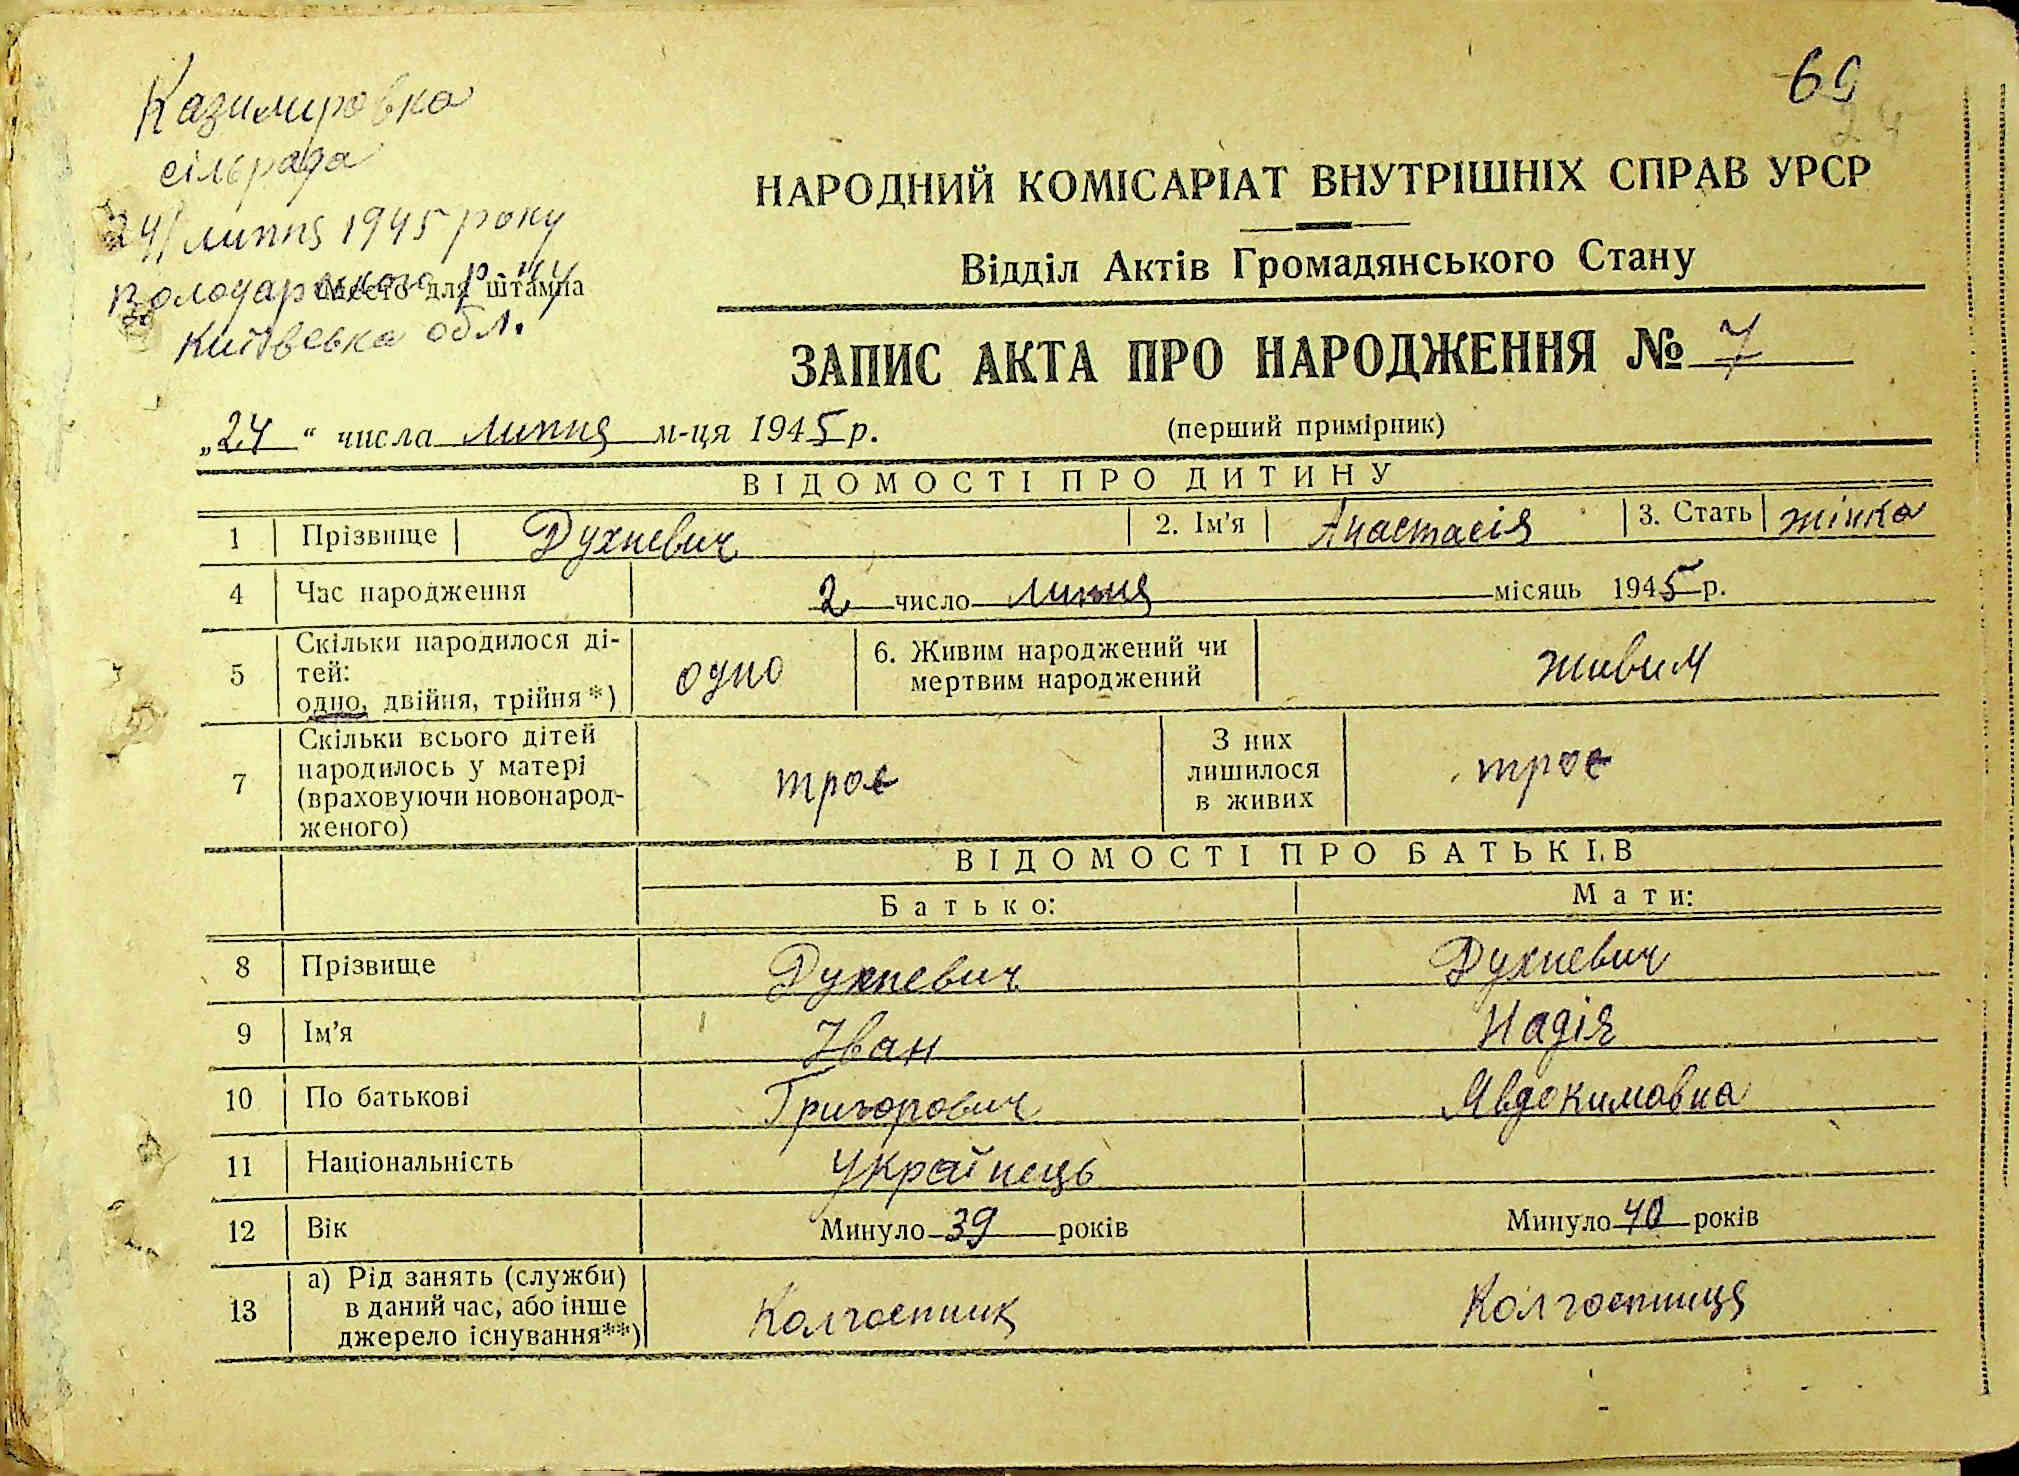 Казимировка
сільрада
24/ липня 1945 року
Володарського р-ну
Место для штампа
Київська обл.
69
24
НАРОДНИЙ КОМІСАРІАТ ВНУТРІШНІХ СПРАВ УРСР
Відділ Актів Громадянського Стану
ЗАПИС АКТА ПРО НАРОДЖЕННЯ № 7
„24“ числа липня м-ця 1945 р. (перший примірник)
ВІДОМОСТІ ПРО ДИТИНУ
1 Прізвище Духневич 2. Ім'я Анастасія 3. Стать жінка
4 Час народження 2 число липня місяць 1945 р.
5 Скільки народилося ді-
тей:
одно, двійня, трійня*) одно 6. Живим народжений чи
мертвим народжений живим
7 Скільки всього дітей
народилось у матері
(враховуючи новонарод-
женого) троє З них
лишилося
в живих троє
ВІДОМОСТІ ПРО БАТЬКІВ
Батько: Мати:
8 Прізвище Духневич Духневич
9 Ім'я Іван Надія
10 По батькові Григорович Явдокимовна
11 Національність Українець
12 Вік Минуло 39 років Минуло 40 років
13 а) Рід занять (служби)
в даний час, або інше
джерело існування**) Колгоспник Колгоспниця